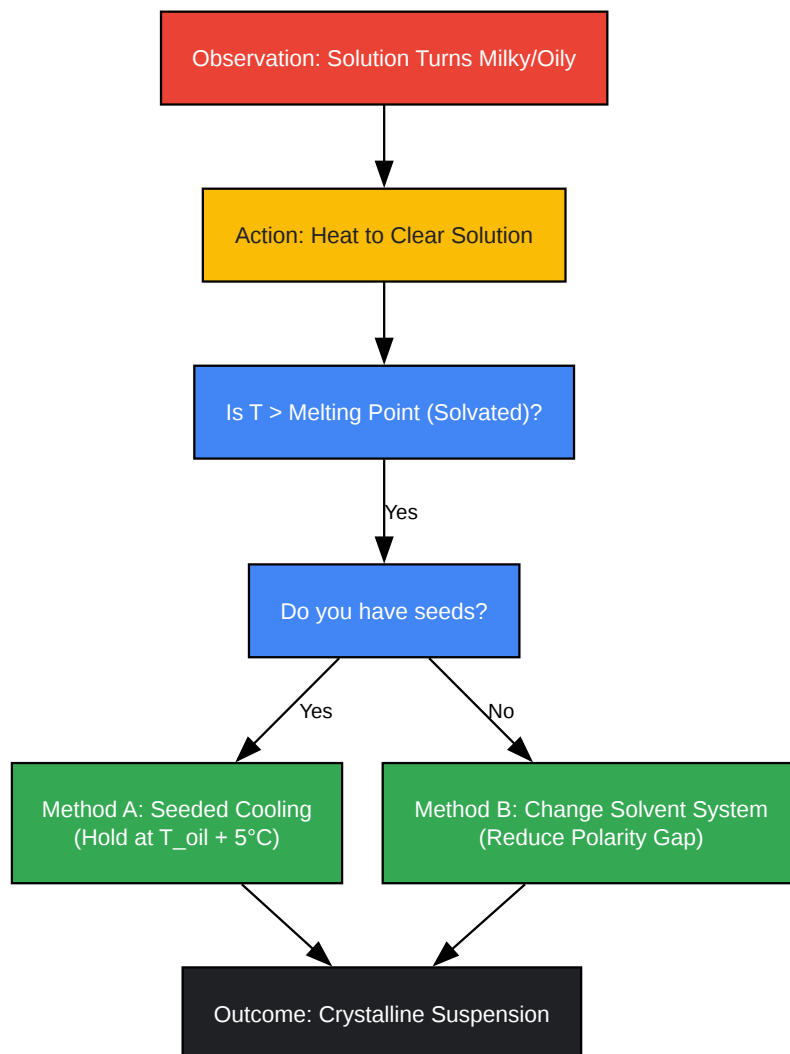 Observation: Solution Turns Milky/Oily
Action: Heat to Clear Solution
Is T > Melting Point (Solvated)?
Yes
Do you have seeds?
Yes
No
Method A: Seeded Cooling
(Hold at T_oil + 5°C)
Method B: Change Solvent System
(Reduce Polarity Gap)
Outcome: Crystalline Suspension